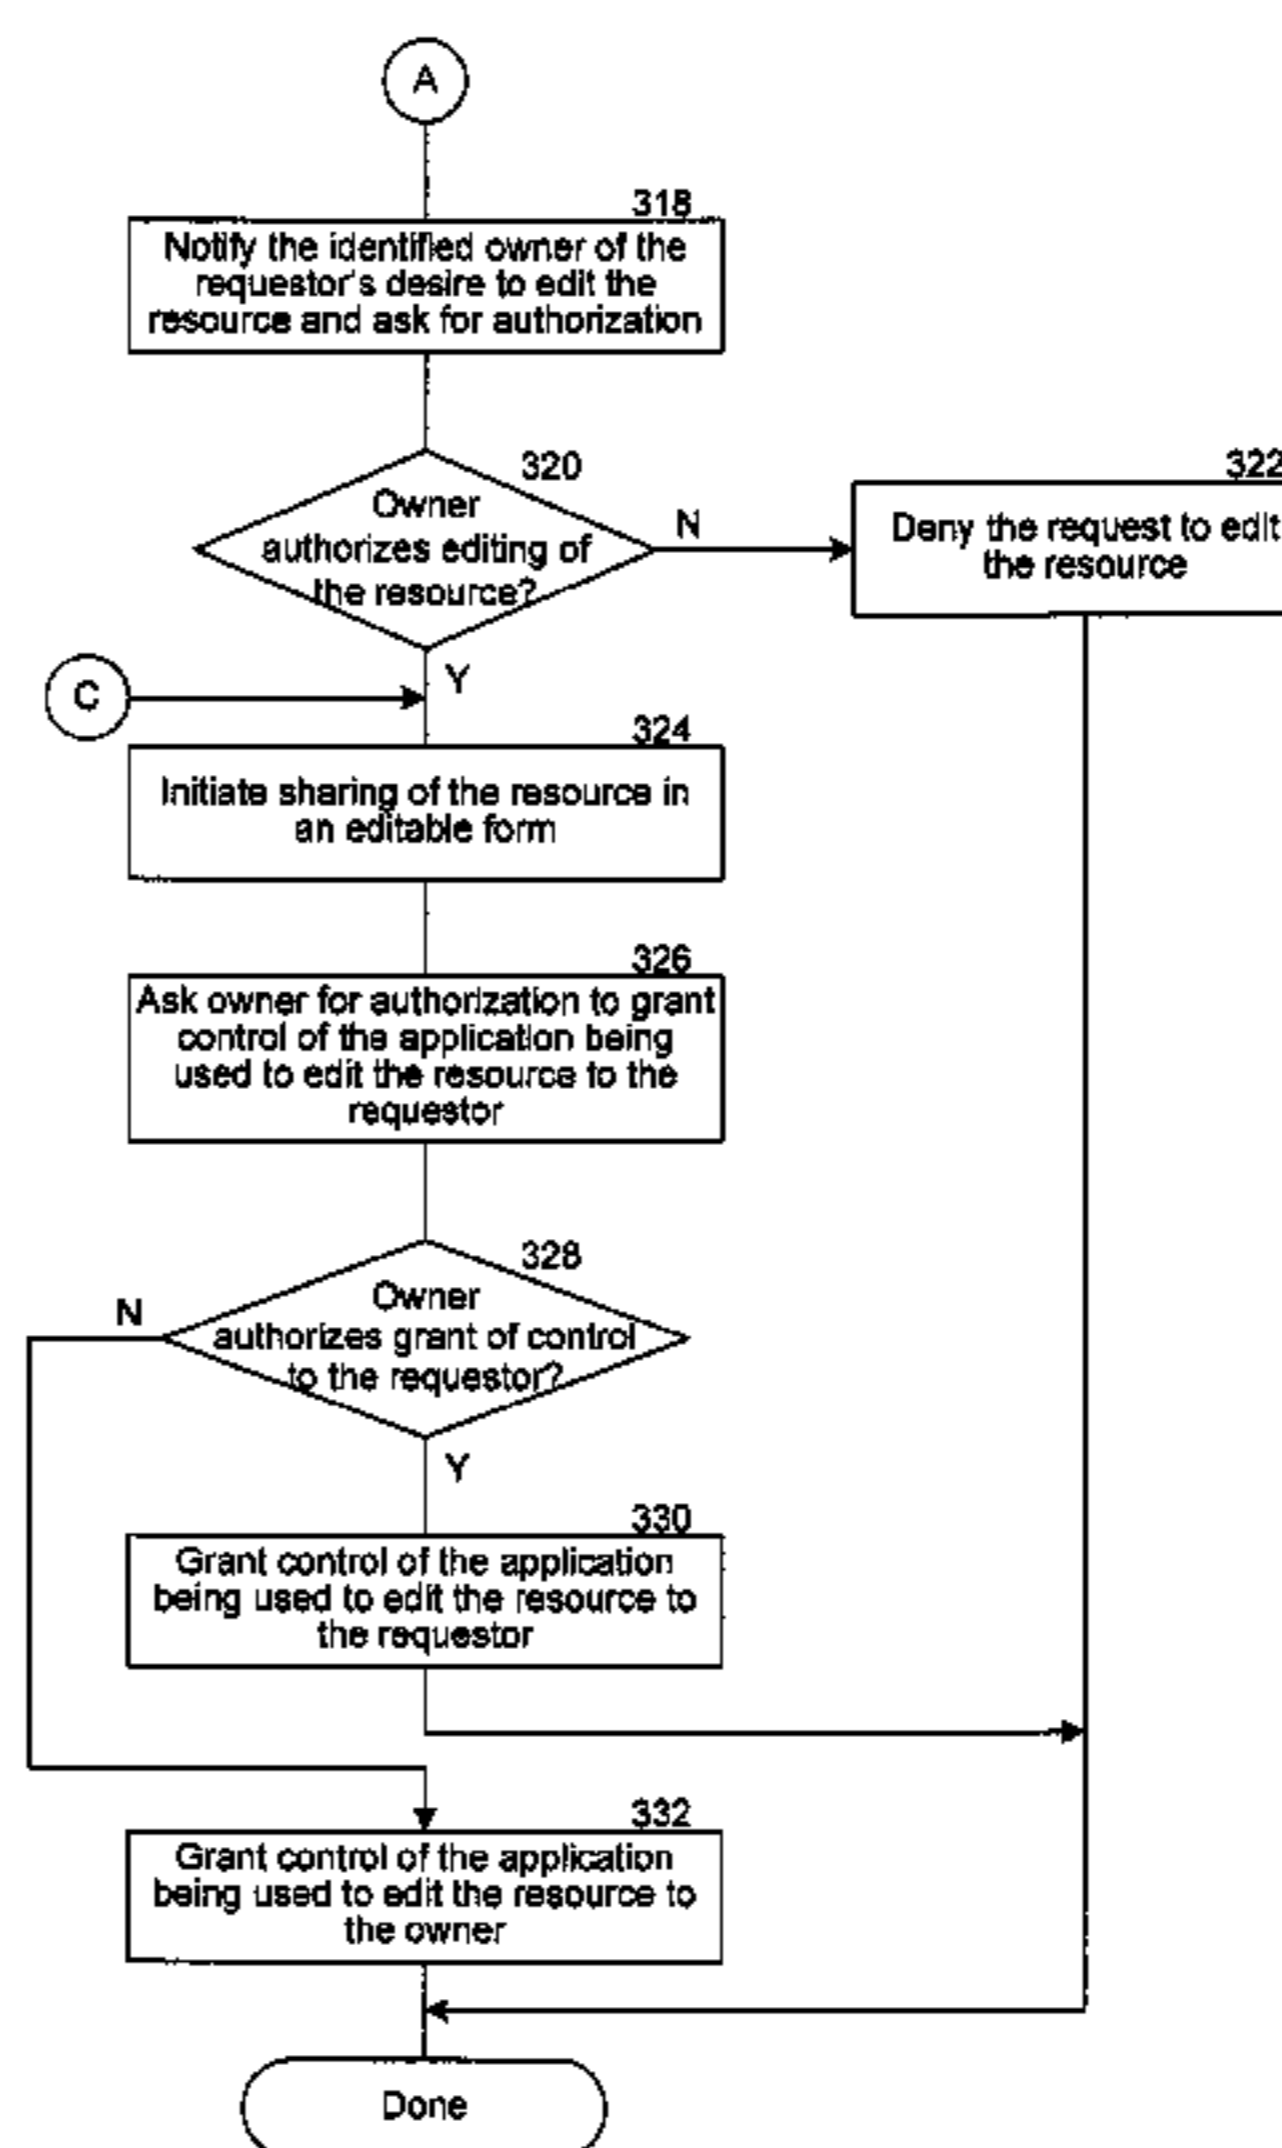 A
318
Notify the identified owner of the
requestor's desire to edit the
resource and ask for authorization
320
Owner
authorizes editing of
the resource?
N
322
Deny the request to edit
the resource
Y
C
324
Initiate sharing of the resource in
an editable form
326
Ask owner for authorization to grant
control of the application being
used to edit the resource to the
requestor
328
Owner
authorizes grant of control
to the requestor?
N
Y
330
Grant control of the application
being used to edit the resource to
the requestor
332
Grant control of the application
being used to edit the resource to
the owner
Done